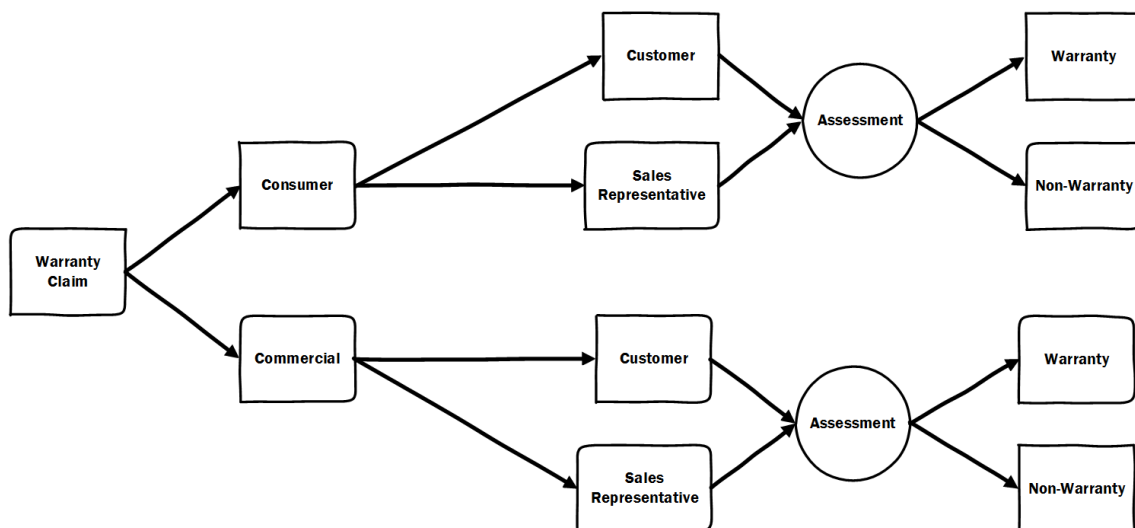 Warranty
Claim
Consumer
Commercial
Customer
Sales
Representative
Assessment
Warranty
Non-Warranty
Customer
Sales
Representative
Assessment
Warranty
Non-Warranty